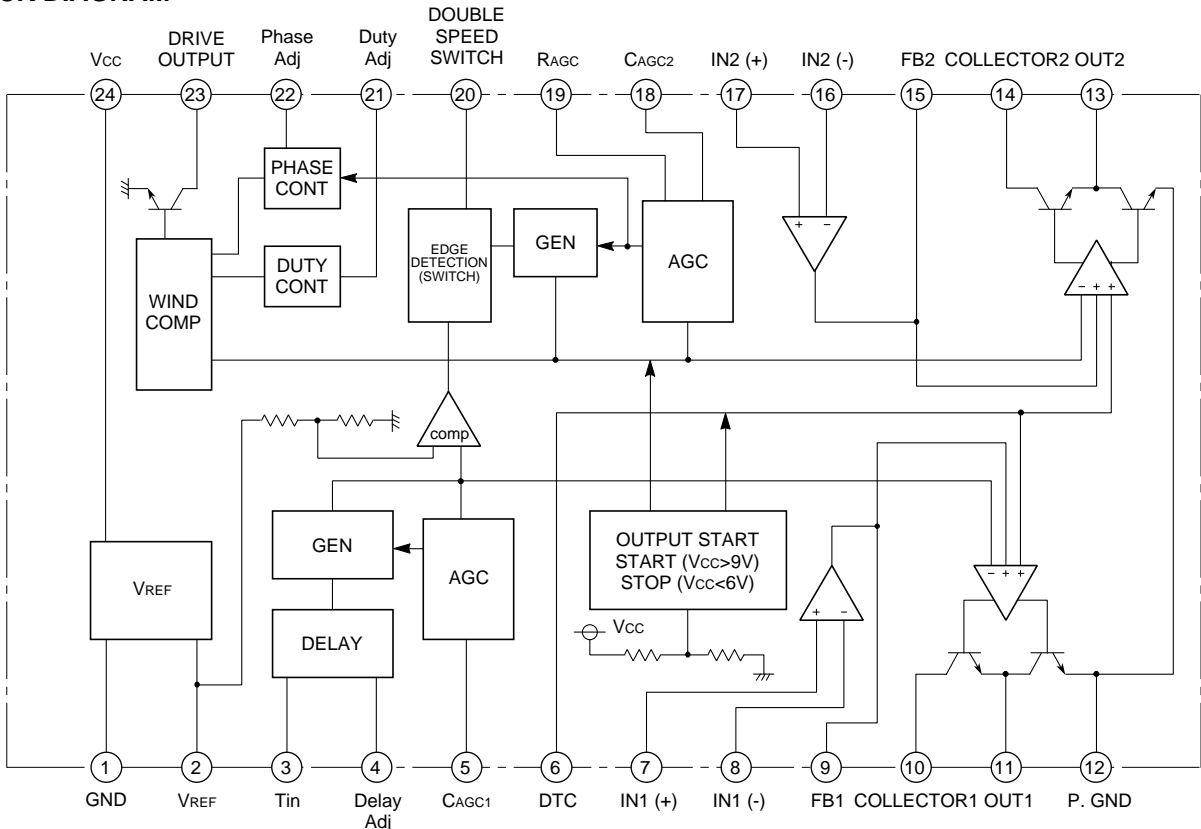 DOUBLE
SPEED
SWITCH
Vcc
DRIVE
OUTPUT
Phase
Adj
Duty
Adj
RAGC
CAGC2
IN2 (+)
IN2 (-)
FB2
COLLECTOR2
OUT2
24
23
22
21
20
19
18
17
16
15
14
13
PHASE
CONT
DUTY
CONT
WIND
COMP
EDGE
DETECTION
(SWITCH)
GEN
AGC
+ −
− + +
comp
VREF
GEN
DELAY
AGC
OUTPUT START
START (Vcc>9V)
STOP (Vcc<6V)
Vcc
+ −
− + +
1
2
3
4
5
6
7
8
9
10
11
12
GND
VREF
Tin
Delay
Adj
CAGC1
DTC
IN1 (+)
IN1 (-)
FB1
COLLECTOR1
OUT1
P. GND